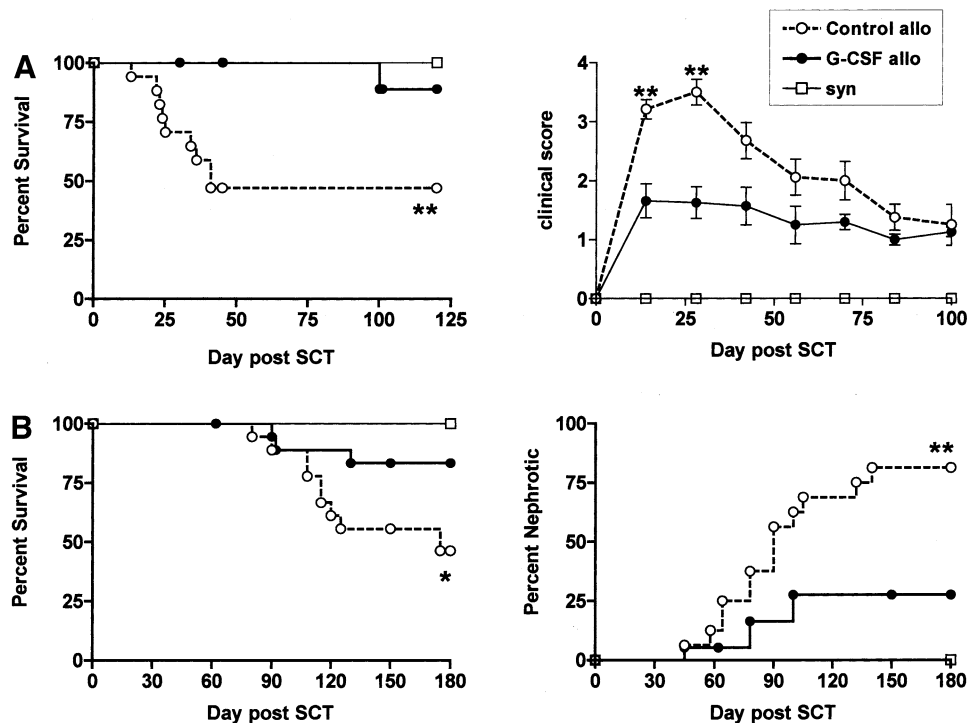 Control allo
G-CSF allo
syn
A
Percent Survival
100
75
50
25
0
0 25 50 75 100 125
Day post SCT
**
clinical score
4
3
2
1
0
0 25 50 75 100
Day post SCT
**
**
B
Percent Survival
100
75
50
25
0
0 30 60 90 120 150 180
Day post SCT
*
Percent Nephrotic
100
75
50
25
0
0 30 60 90 120 150 180
Day post SCT
**